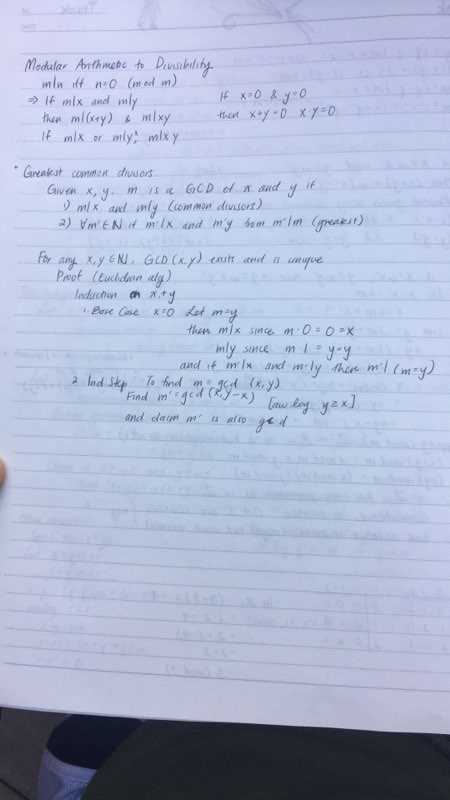 Modular Arithmetic to Divisibility
m|n iff n=0 (mod m)
⇒ If m|x and m|y If x=0 & y=0
then m|(x+y) & m|xy then x+y=0 x·y=0
If m|x or m|y, m|xy
• Greatest common divisors
Given x, y, m is a GCD of x and y if
1) m|x and m|y (common divisors)
2) ∀m'∈N if m'|x and m'|y then m'|m (greatest)
For any x,y∈N, GCD(x,y) exists and is unique
Proof (Euclidean alg)
Induction on x+y
1. Base Case x=0 Let m=y
then m|x since m·0=0=x
m|y since m·1=y=y
and if m'|x and m'|y then m'| (m=y)
2. Ind Step To find m=gcd (x,y)
Find m'=gcd(x,y-x) [aw log y≥x]
and claim m' is also gcd